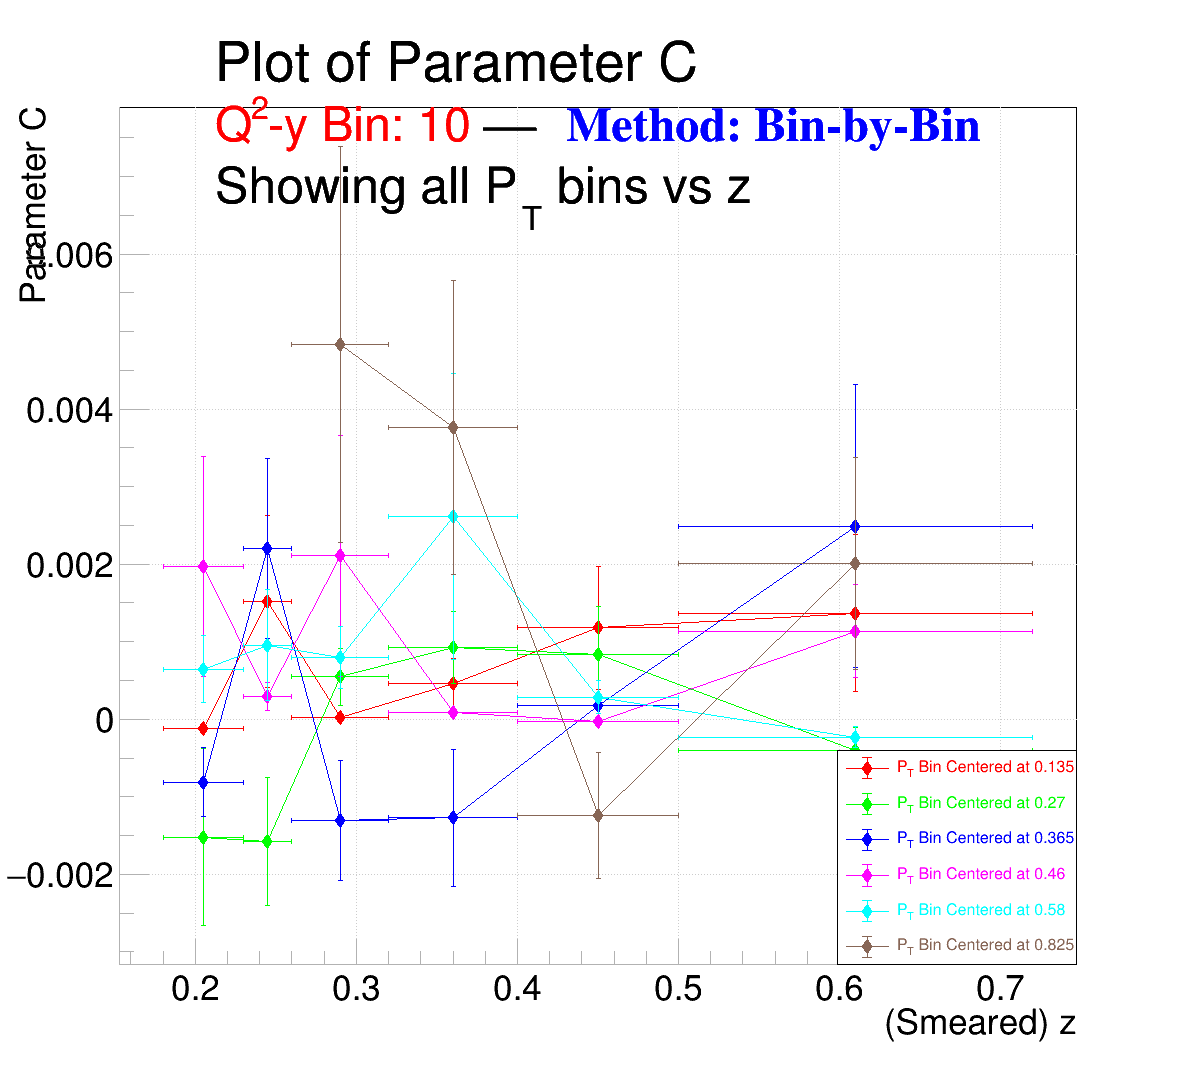 Plot of Parameter C
Q²-y Bin: 10 — Method: Bin-by-Bin
Showing all P_T bins vs z
Parameter C
0.006
0.004
0.002
0
−0.002
0.2 0.3 0.4 0.5 0.6 0.7
(Smeared) z
P_T Bin Centered at 0.135
P_T Bin Centered at 0.27
P_T Bin Centered at 0.365
P_T Bin Centered at 0.46
P_T Bin Centered at 0.58
P_T Bin Centered at 0.825